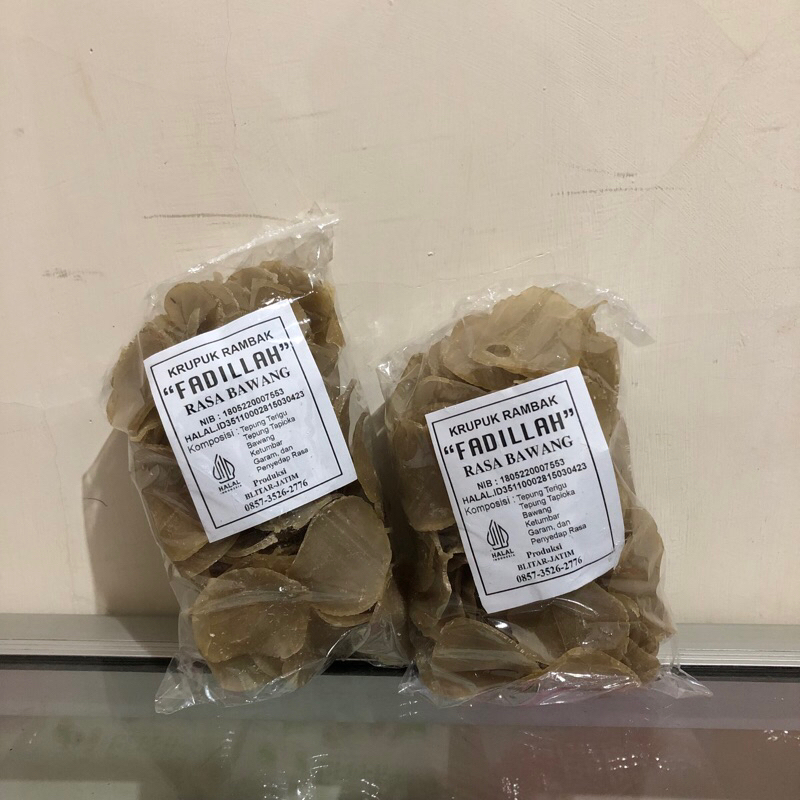 KRUPUK RAMBAK
"FADILLAH"
RASA BAWANG
NIB : 1805220007553
HALAL.ID35110002815030423
Komposisi : Tepung Terigu
Tepung Tapioka
Bawang
Ketumbar
Garam, dan
Penyedap Rasa
HALAL
INDONESIA
Produksi
BLITAR-JATIM
0857-3526-2776
KRUPUK RAMBAK
"FADILLAH"
RASA BAWANG
NIB : 1805220007553
HALAL.ID35110002815030423
Komposisi : Tepung Terigu
Tepung Tapioka
Bawang
Ketumbar
Garam, dan
Penyedap Rasa
HALAL
INDONESIA
Produksi
BLITAR-JATIM
0857-3526-2776